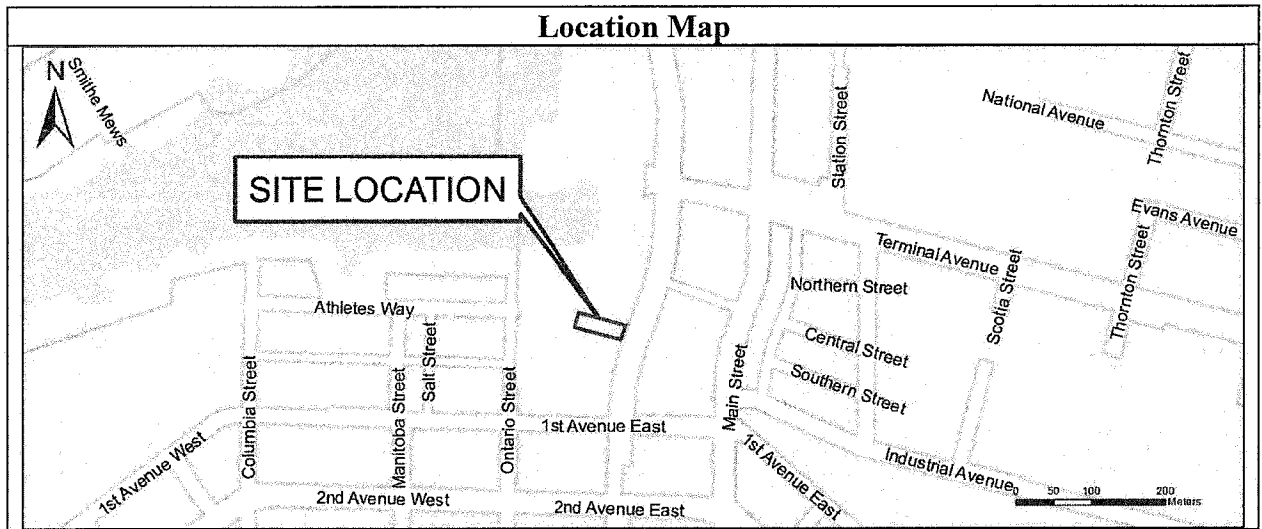 Location Map
N
Smithe Mews
SITE LOCATION
Station Street
National Avenue
Thornton Street
Evans Avenue
Terminal Avenue
Scotia Street
Thornton Street
Northern Street
Central Street
Southern Street
Athletes Way
Salt Street
Columbia Street
Manitoba Street
Ontario Street
Main Street
1st Avenue West
1st Avenue East
1st Avenue East
Industrial Avenue
2nd Avenue West
2nd Avenue East
0 50 100 200
Meters